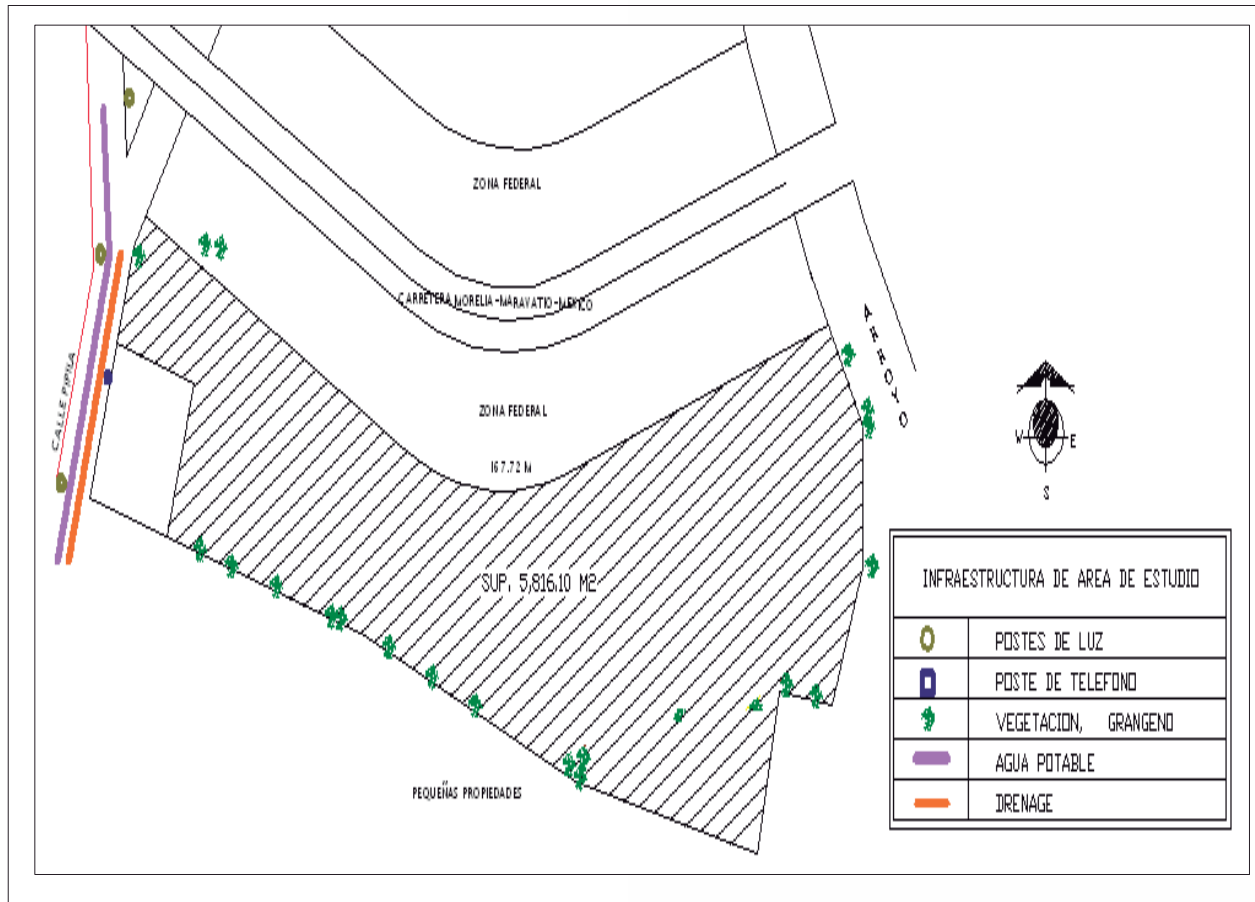 ZONA FEDERAL
CARRETERA MORELIA-MARAVATIO-MEXICO
ARROYO
CALLE PIPILA
ZONA FEDERAL
167.72 M
W E
S
SUP. 5,816.10 M2
PEQUEÑAS PROPIEDADES
INFRAESTRUCTURA DE AREA DE ESTUDIO
POSTES DE LUZ
POSTE DE TELEFONO
VEGETACION, GRANGENO
AGUA POTABLE
DRENAGE